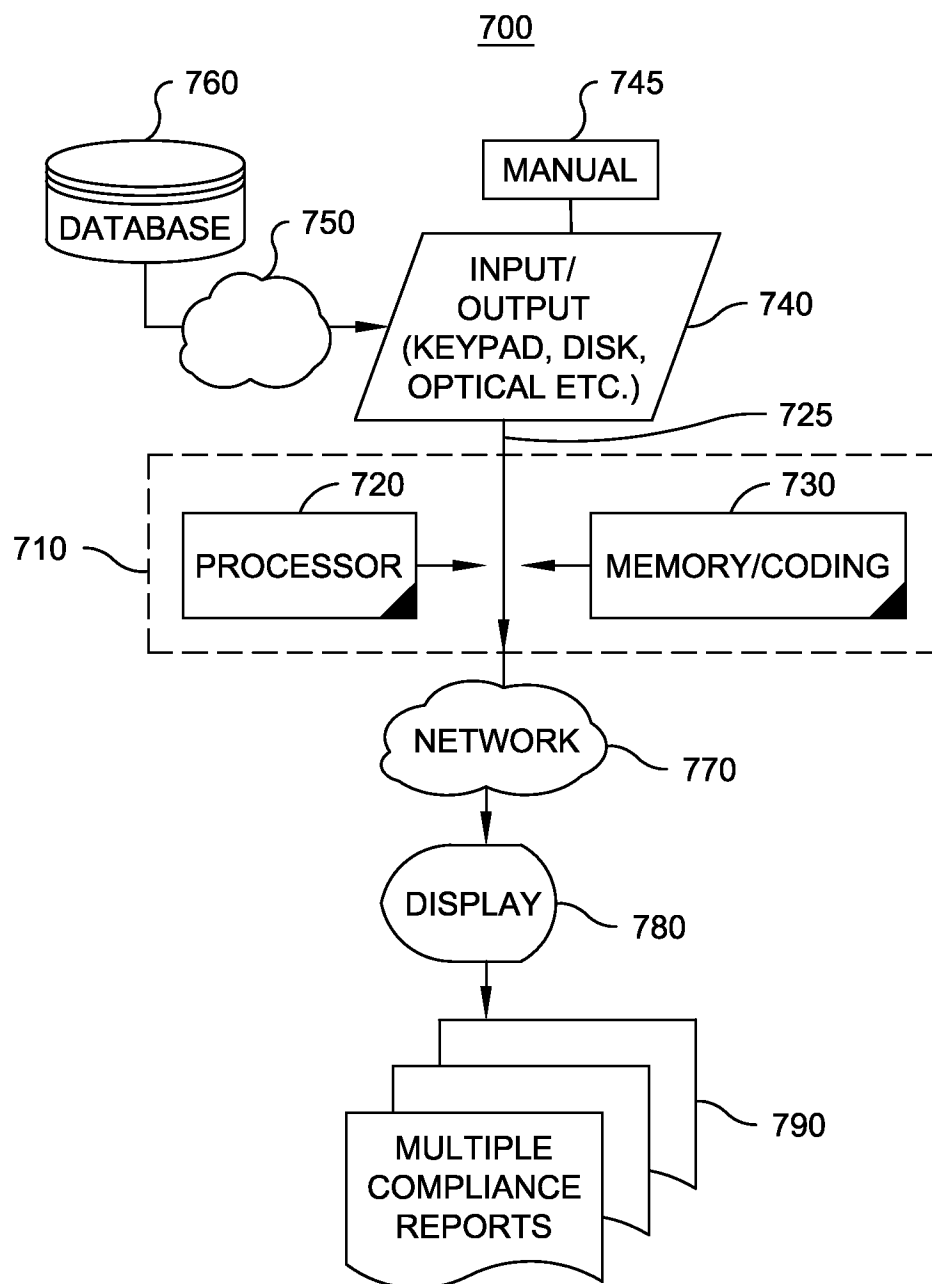 700
760
745
MANUAL
DATABASE
750
INPUT/
OUTPUT
(KEYPAD, DISK,
OPTICAL ETC.)
740
725
720
730
710
PROCESSOR
MEMORY/CODING
NETWORK
770
DISPLAY
780
790
MULTIPLE
COMPLIANCE
REPORTS